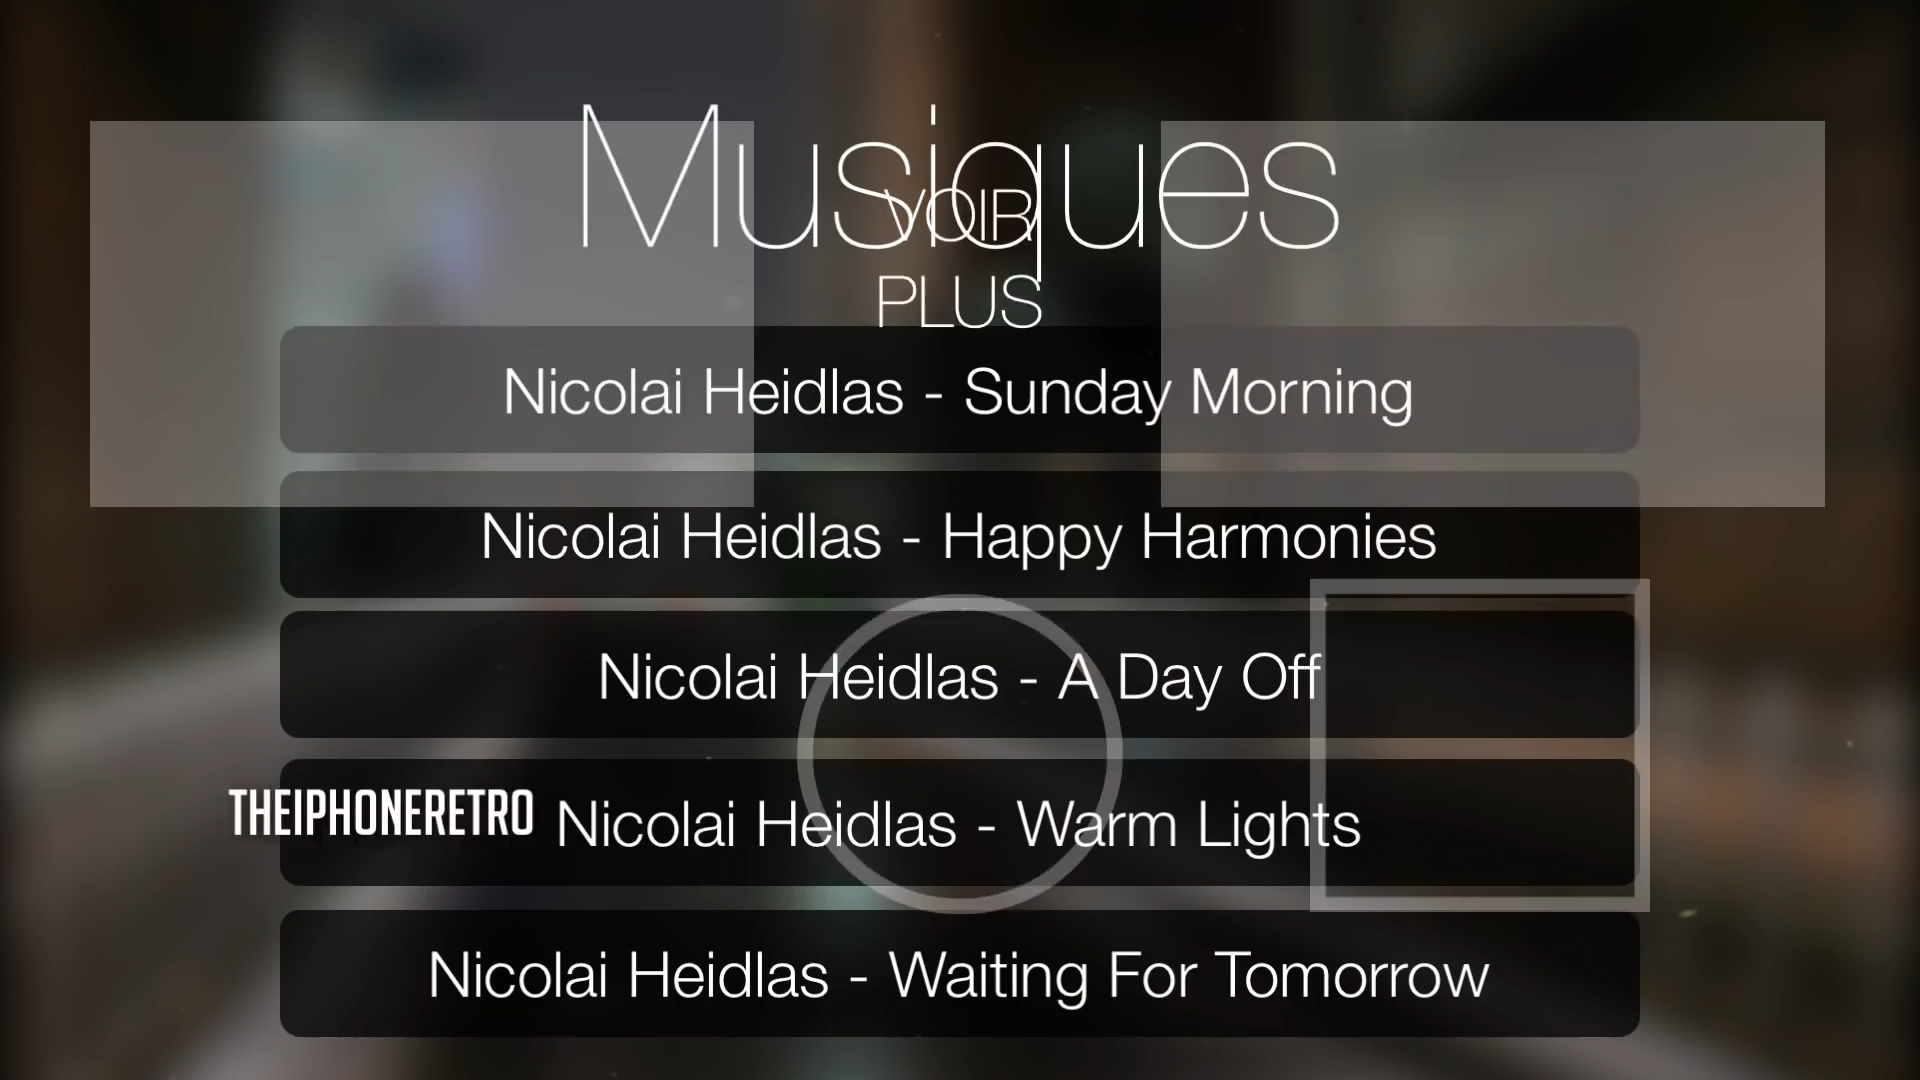 Musiques
VOIR
PLUS
Nicolai Heidlas - Sunday Morning
Nicolai Heidlas - Happy Harmonies
Nicolai Heidlas - A Day Off
THEIPHONERETRO
Nicolai Heidlas - Warm Lights
Nicolai Heidlas - Waiting For Tomorrow